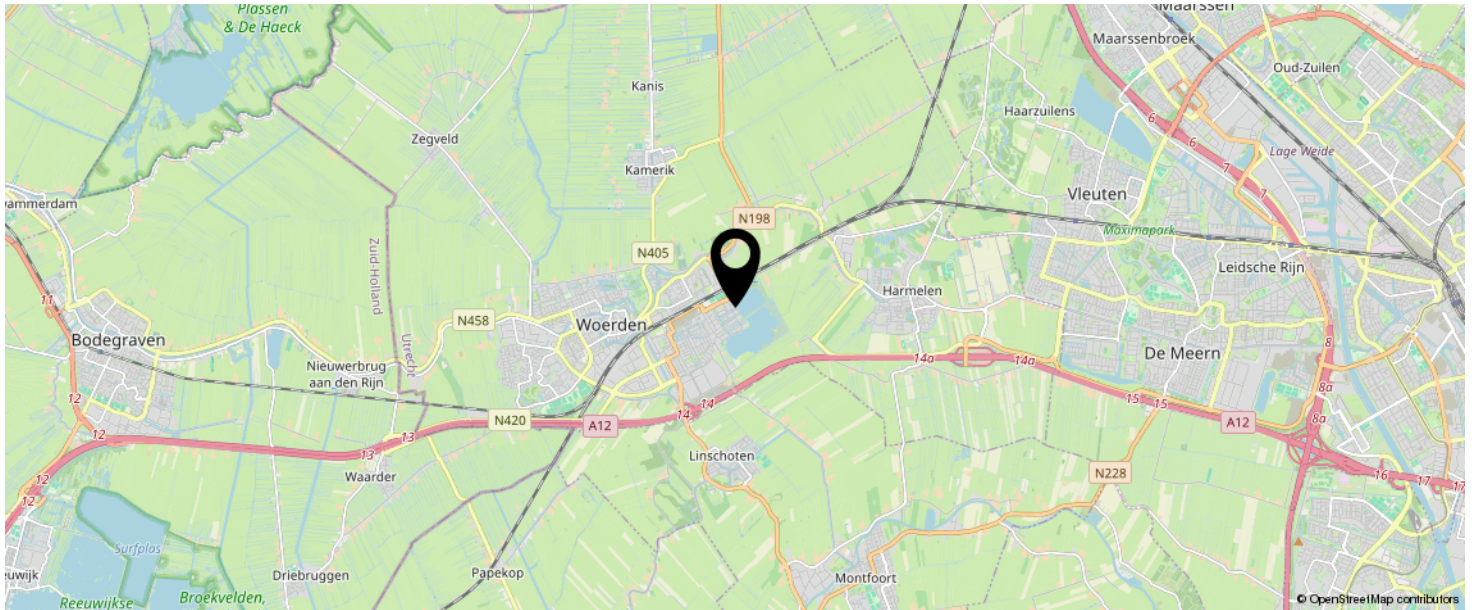 Plassen
& De Haeck
Maarssen
Maarssenbroek
Oud-Zuilen
Kanis
Haarzuilens
6
Zegveld
6
Lage Weide
7
Kamerik
7
Vleuten
wammerdam
N198
Maximapark
Zuid-Holland
N405
Leidsche Rijn
Harmelen
11
N458
Woerden
Bodegraven
Utrecht
8
De Meern
14a
14a
Nieuwerbrug
aan den Rijn
8a
12
15
15
14
14
8a
N420
A12
A12
12
13
13
Linschoten
16
17
17
Waarder
N228
12
12
Surfplas
Driebruggen
Papekop
Montfoort
euwijk
Reeuwijkse
Broekvelden,
© OpenStreetMap contributors